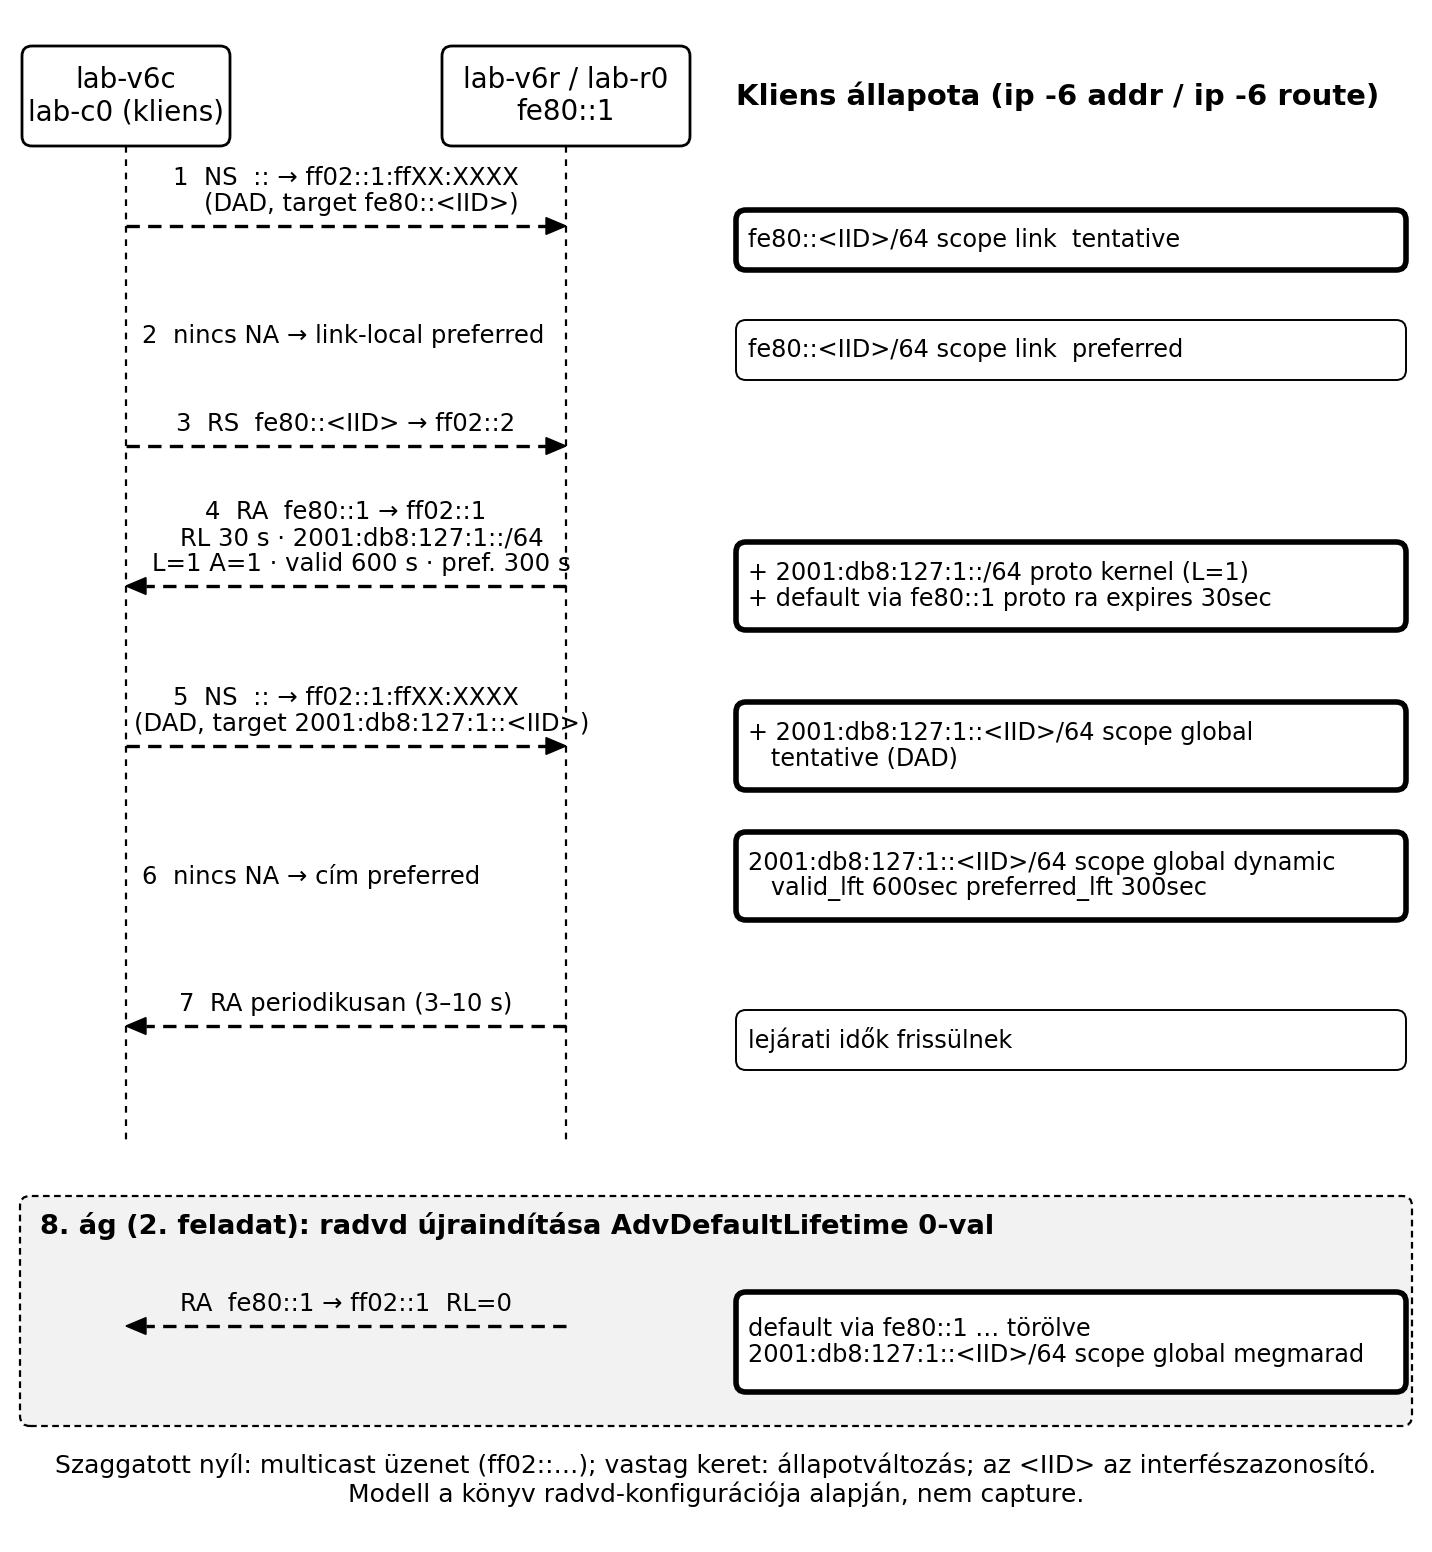 lab-v6c
lab-c0 (kliens)
lab-v6r / lab-r0
fe80::1
Kliens állapota (ip -6 addr / ip -6 route)
1  NS  :: → ff02::1:ffXX:XXXX
(DAD, target fe80::<IID>)
fe80::<IID>/64 scope link  tentative
2  nincs NA → link-local preferred
fe80::<IID>/64 scope link  preferred
3  RS  fe80::<IID> → ff02::2
4  RA  fe80::1 → ff02::1
RL 30 s · 2001:db8:127:1::/64
L=1 A=1 · valid 600 s · pref. 300 s
+ 2001:db8:127:1::/64 proto kernel (L=1)
+ default via fe80::1 proto ra expires 30sec
5  NS  :: → ff02::1:ffXX:XXXX
(DAD, target 2001:db8:127:1::<IID>)
+ 2001:db8:127:1::<IID>/64 scope global
tentative (DAD)
6  nincs NA → cím preferred
2001:db8:127:1::<IID>/64 scope global dynamic
valid_lft 600sec preferred_lft 300sec
7  RA periodikusan (3–10 s)
lejárati idők frissülnek
8. ág (2. feladat): radvd újraindítása AdvDefaultLifetime 0-val
RA  fe80::1 → ff02::1  RL=0
default via fe80::1 … törölve
2001:db8:127:1::<IID>/64 scope global megmarad
Szaggatott nyíl: multicast üzenet (ff02::…); vastag keret: állapotváltozás; az <IID> az interfészazonosító.
Modell a könyv radvd-konfigurációja alapján, nem capture.